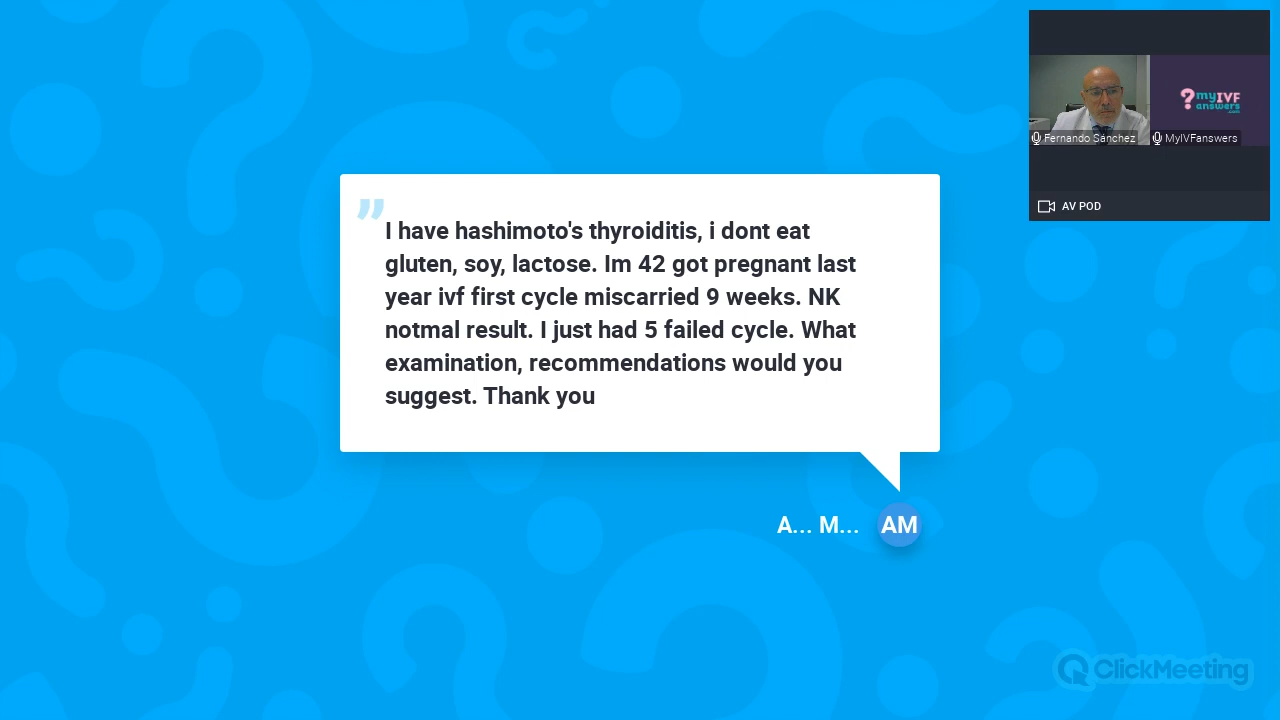 I have hashimoto's thyroiditis, i dont eat
gluten, soy, lactose. Im 42 got pregnant last
year ivf first cycle miscarried 9 weeks. NK
notmal result. I just had 5 failed cycle. What
examination, recommendations would you
suggest. Thank you
A... M...
AM
?myIVF
answers
.com
Fernando Sánchez
MyIVFanswers
AV POD
ClickMeeting